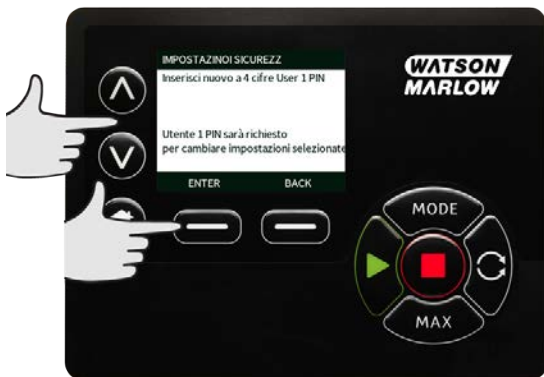 IMPOSTAZINOI SICUREZZ
Inserisci nuovo a 4 cifre User 1 PIN
Utente 1 PIN sarà richiesto
per cambiare impostazioni selezionate
ENTER BACK
WATSON
MARLOW
MODE
MAX